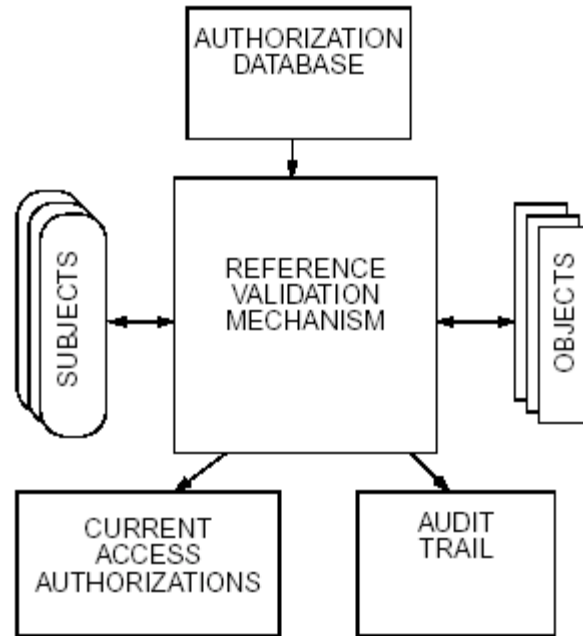 AUTHORIZATION
DATABASE
SUBJECTS
REFERENCE
VALIDATION
MECHANISM
OBJECTS
CURRENT
ACCESS
AUTHORIZATIONS
AUDIT
TRAIL